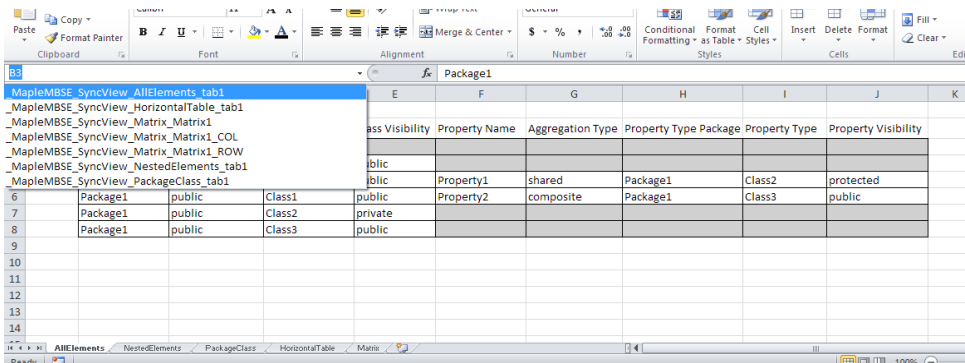 Wrap Text
General
Copy
Paste
Format Painter
B I U
A
Merge & Center
$ % ,
Conditional Formatting
Format as Table
Cell Styles
Insert Delete Format
Fill
Clear
Clipboard Font Alignment Number Styles Cells
B3 fx Package1
E F G H I J K
_MapleMBSE_SyncView_AllElements_tab1
_MapleMBSE_SyncView_HorizontalTable_tab1
_MapleMBSE_SyncView_Matrix_Matrix1
_MapleMBSE_SyncView_Matrix_Matrix1_COL
_MapleMBSE_SyncView_Matrix_Matrix1_ROW
_MapleMBSE_SyncView_NestedElements_tab1
_MapleMBSE_SyncView_PackageClass_tab1
Visibility Property Name Aggregation Type Property Type Package Property Type Property Visibility
Property1 shared Package1 Class2 protected
6 Package1 public Class1 public Property2 composite Package1 Class3 public
7 Package1 public Class2 private
8 Package1 public Class3 public
9
10
11
12
13
14
AllElements NestedElements PackageClass HorizontalTable Matrix
Ready 100%